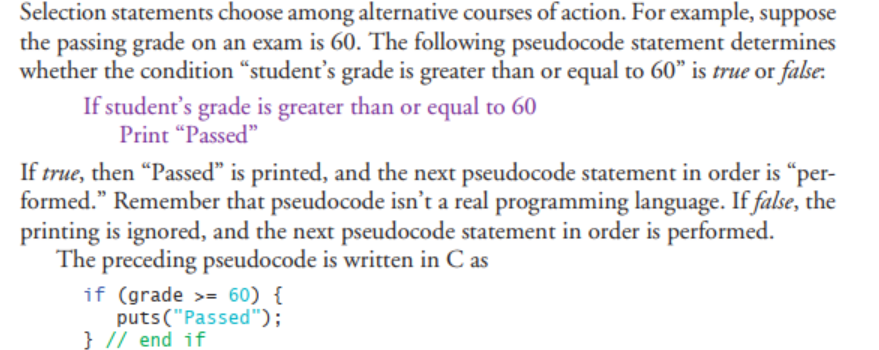 Selection statements choose among alternative courses of action. For example, suppose
the passing grade on an exam is 60. The following pseudocode statement determines
whether the condition “student’s grade is greater than or equal to 60” is true or false:
If student’s grade is greater than or equal to 60
Print “Passed”
If true, then “Passed” is printed, and the next pseudocode statement in order is “per-
formed.” Remember that pseudocode isn’t a real programming language. If false, the
printing is ignored, and the next pseudocode statement in order is performed.
The preceding pseudocode is written in C as
if (grade >= 60) {
puts("Passed");
} // end if